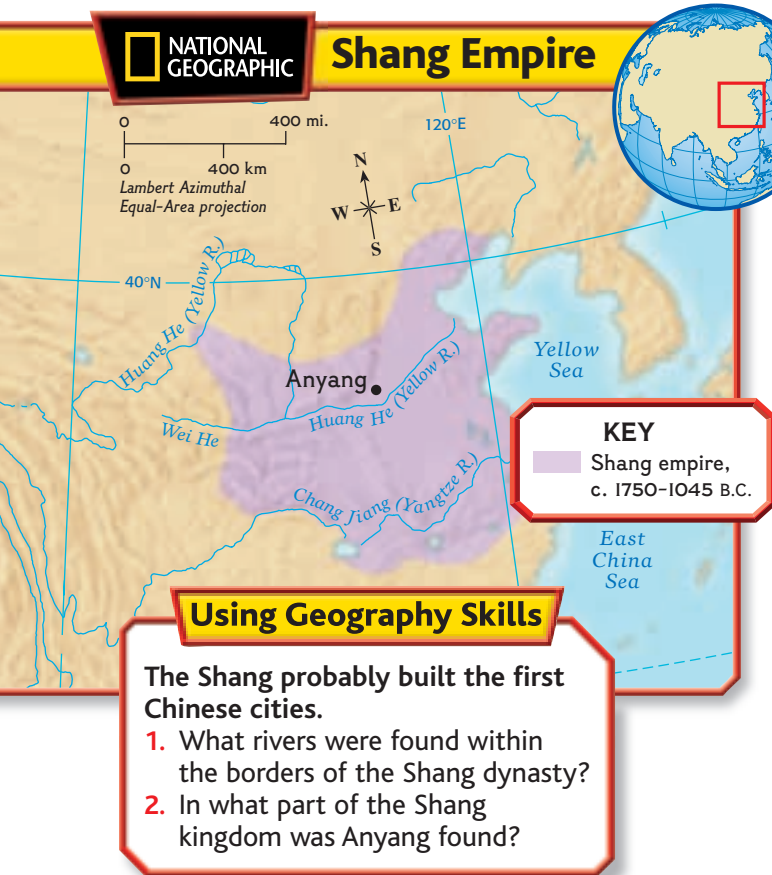 NATIONAL
GEOGRAPHIC
Shang Empire
0 400 mi.
0 400 km
Lambert Azimuthal
Equal-Area projection
120°E
N
W E
S
40°N
Huang He (Yellow R.)
Anyang
Huang He (Yellow R.)
Wei He
Chang Jiang (Yangtze R.)
Yellow
Sea
KEY
Shang empire,
c. 1750–1045 B.C.
East
China
Sea
Using Geography Skills
The Shang probably built the first
Chinese cities.
1. What rivers were found within
the borders of the Shang dynasty?
2. In what part of the Shang
kingdom was Anyang found?